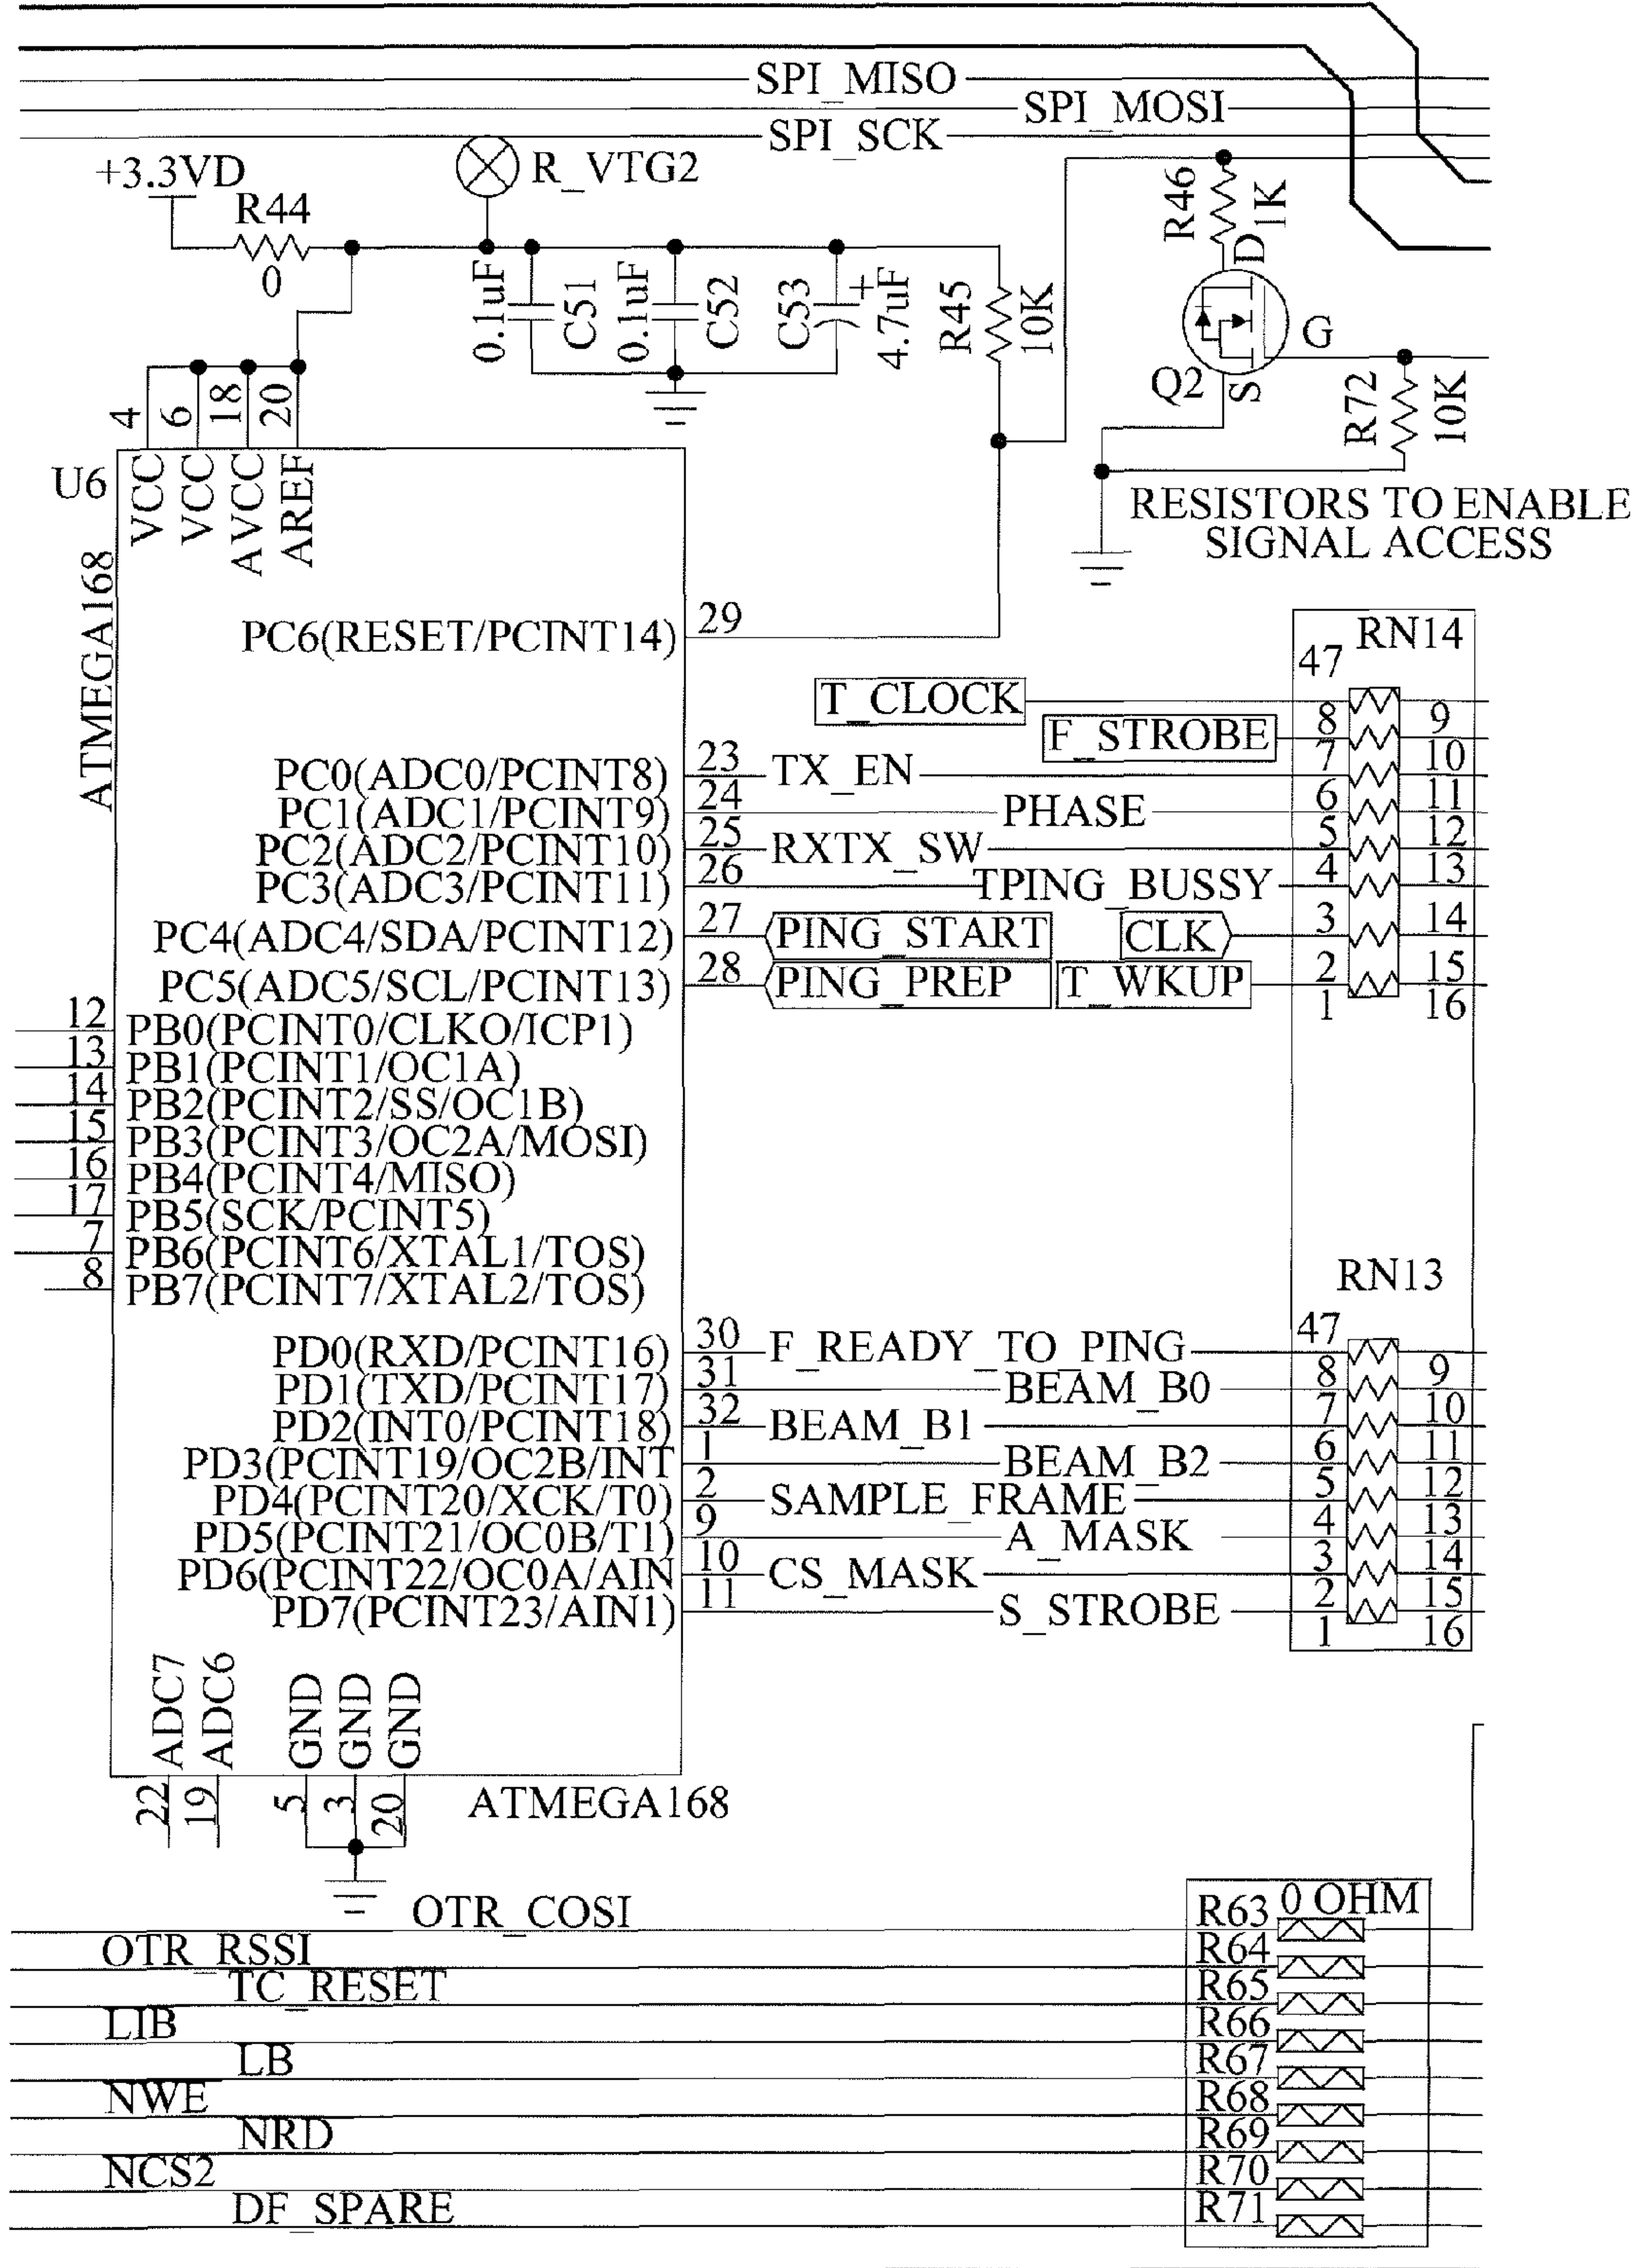 SPI_MISO
SPI_MOSI
SPI_SCK
+3.3VD
R_VTG2
R44
0
0.1uF
C51
0.1uF
C52
C53
+
4.7uF
R45
10K
R46
1K
D
G
Q2
S
R72
10K
4
6
18
20
U6
VCC
VCC
AVCC
AREF
ATMEGA168
RESISTORS TO ENABLE
SIGNAL ACCESS
PC6(RESET/PCINT14)
29
RN14
47
T_CLOCK
8
9
F_STROBE
7
10
PC0(ADC0/PCINT8)
23
TX_EN
6
11
PC1(ADC1/PCINT9)
24
PHASE
5
12
PC2(ADC2/PCINT10)
25
RXTX_SW
4
13
PC3(ADC3/PCINT11)
26
TPING_BUSSY
3
14
PC4(ADC4/SDA/PCINT12)
27
PING_START
CLK
2
15
PC5(ADC5/SCL/PCINT13)
28
PING_PREP
T_WKUP
1
16
12
PB0(PCINT0/CLKO/ICP1)
13
PB1(PCINT1/OC1A)
14
PB2(PCINT2/SS/OC1B)
15
PB3(PCINT3/OC2A/MOSI)
16
PB4(PCINT4/MISO)
17
PB5(SCK/PCINT5)
7
PB6(PCINT6/XTAL1/TOS)
8
PB7(PCINT7/XTAL2/TOS)
RN13
47
PD0(RXD/PCINT16)
30
F_READY_TO_PING
8
9
PD1(TXD/PCINT17)
31
BEAM_B0
7
10
PD2(INT0/PCINT18)
32
BEAM_B1
6
11
PD3(PCINT19/OC2B/INT
1
BEAM_B2
5
12
PD4(PCINT20/XCK/T0)
2
SAMPLE_FRAME
4
13
PD5(PCINT21/OC0B/T1)
9
A_MASK
3
14
PD6(PCINT22/OC0A/AIN
10
CS_MASK
2
15
PD7(PCINT23/AIN1)
11
S_STROBE
1
16
ADC7
ADC6
GND
GND
GND
22
19
5
3
20
ATMEGA168
0 OHM
OTR_COSI
R63
OTR_RSSI
R64
TC_RESET
R65
LIB
R66
LB
R67
NWE
R68
NRD
R69
NCS2
R70
DF_SPARE
R71